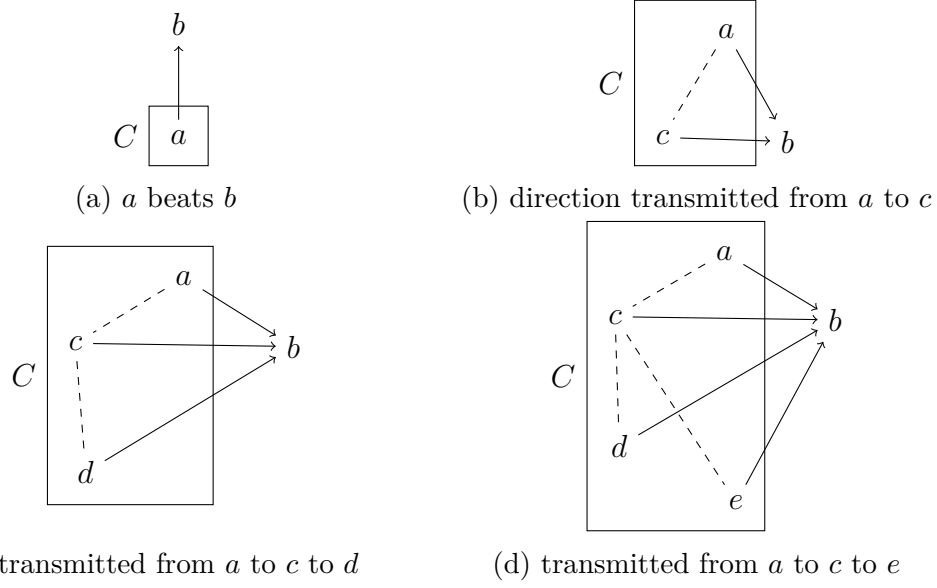 b
C a
(a) a beats b
a
C
c b
(b) direction transmitted from a to c
a
c
b
C
d
transmitted from a to c to d
a
c b
C
d
e
(d) transmitted from a to c to e